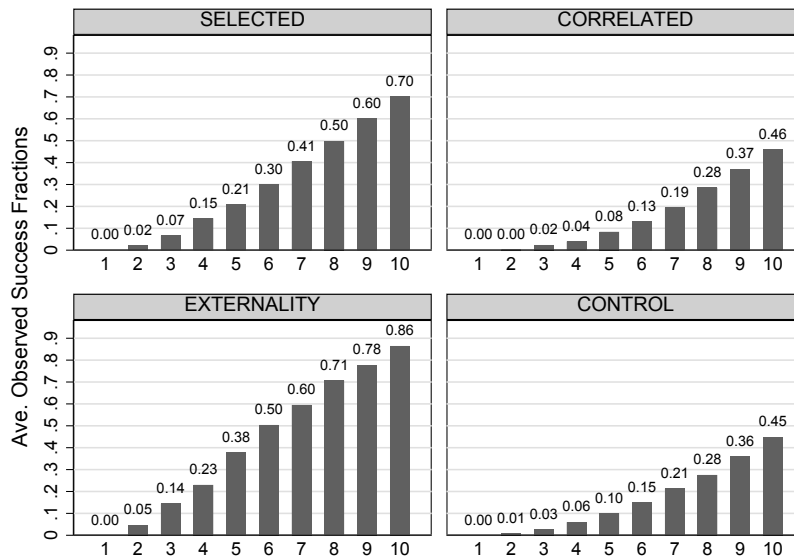 SELECTED
CORRELATED
Ave. Observed Success Fractions
0 .1 .2 .3 .4 .5 .6 .7 .8 .9
0.00 0.02 0.07 0.15 0.21 0.30 0.41 0.50 0.60 0.70
1 2 3 4 5 6 7 8 9 10
0.00 0.00 0.02 0.04 0.08 0.13 0.19 0.28 0.37 0.46
1 2 3 4 5 6 7 8 9 10
EXTERNALITY
CONTROL
0 .1 .2 .3 .4 .5 .6 .7 .8 .9
0.00 0.05 0.14 0.23 0.38 0.50 0.60 0.71 0.78 0.86
1 2 3 4 5 6 7 8 9 10
0.00 0.01 0.03 0.06 0.10 0.15 0.21 0.28 0.36 0.45
1 2 3 4 5 6 7 8 9 10